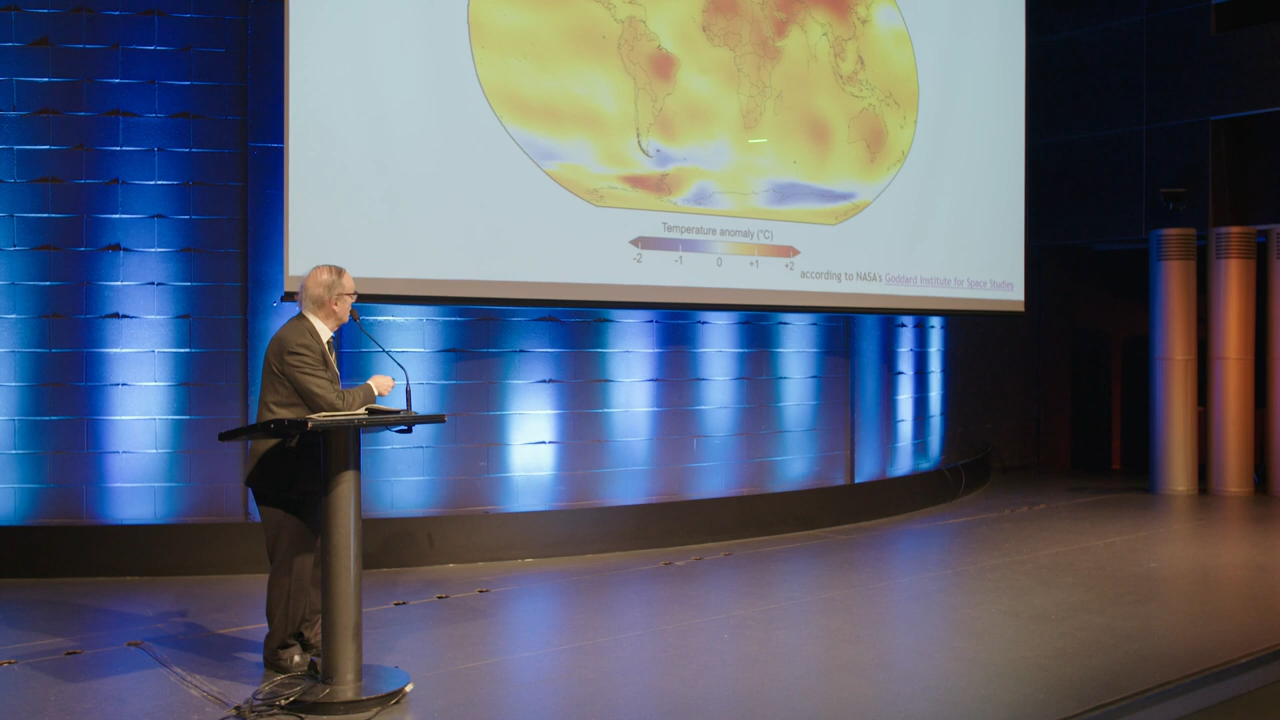 Temperature anomaly (°C)
-2 -1 0 +1 +2
according to NASA's Goddard Institute for Space Studies